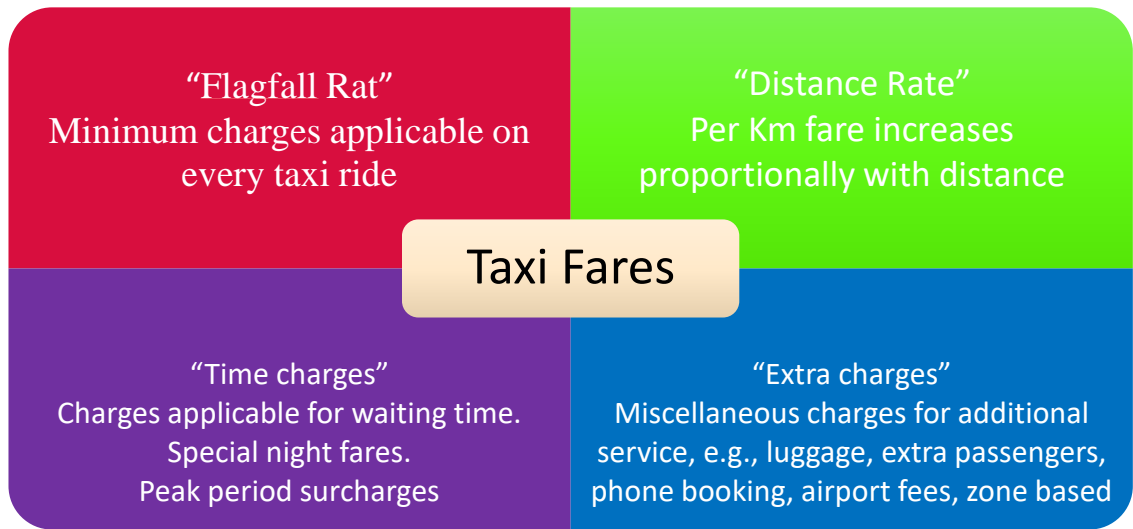 “Flagfall Rat”
Minimum charges applicable on
every taxi ride
“Distance Rate”
Per Km fare increases
proportionally with distance
Taxi Fares
“Time charges”
Charges applicable for waiting time.
Special night fares.
Peak period surcharges
“Extra charges”
Miscellaneous charges for additional
service, e.g., luggage, extra passengers,
phone booking, airport fees, zone based